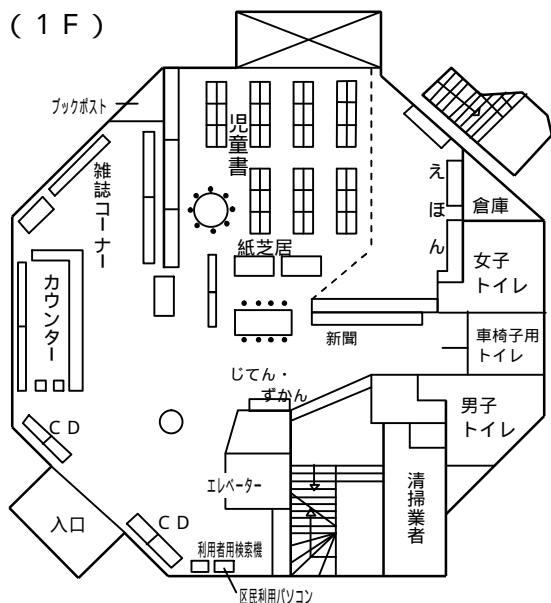 (1F)
ブックポスト
児童書
雑誌コーナー
えほん
倉庫
女子
トイレ
紙芝居
カウンター
新聞
車椅子用
トイレ
じてん・
ずかん
男子
トイレ
CD
エレベーター
清掃業者
入口
CD
利用者用検索機
区民利用パソコン